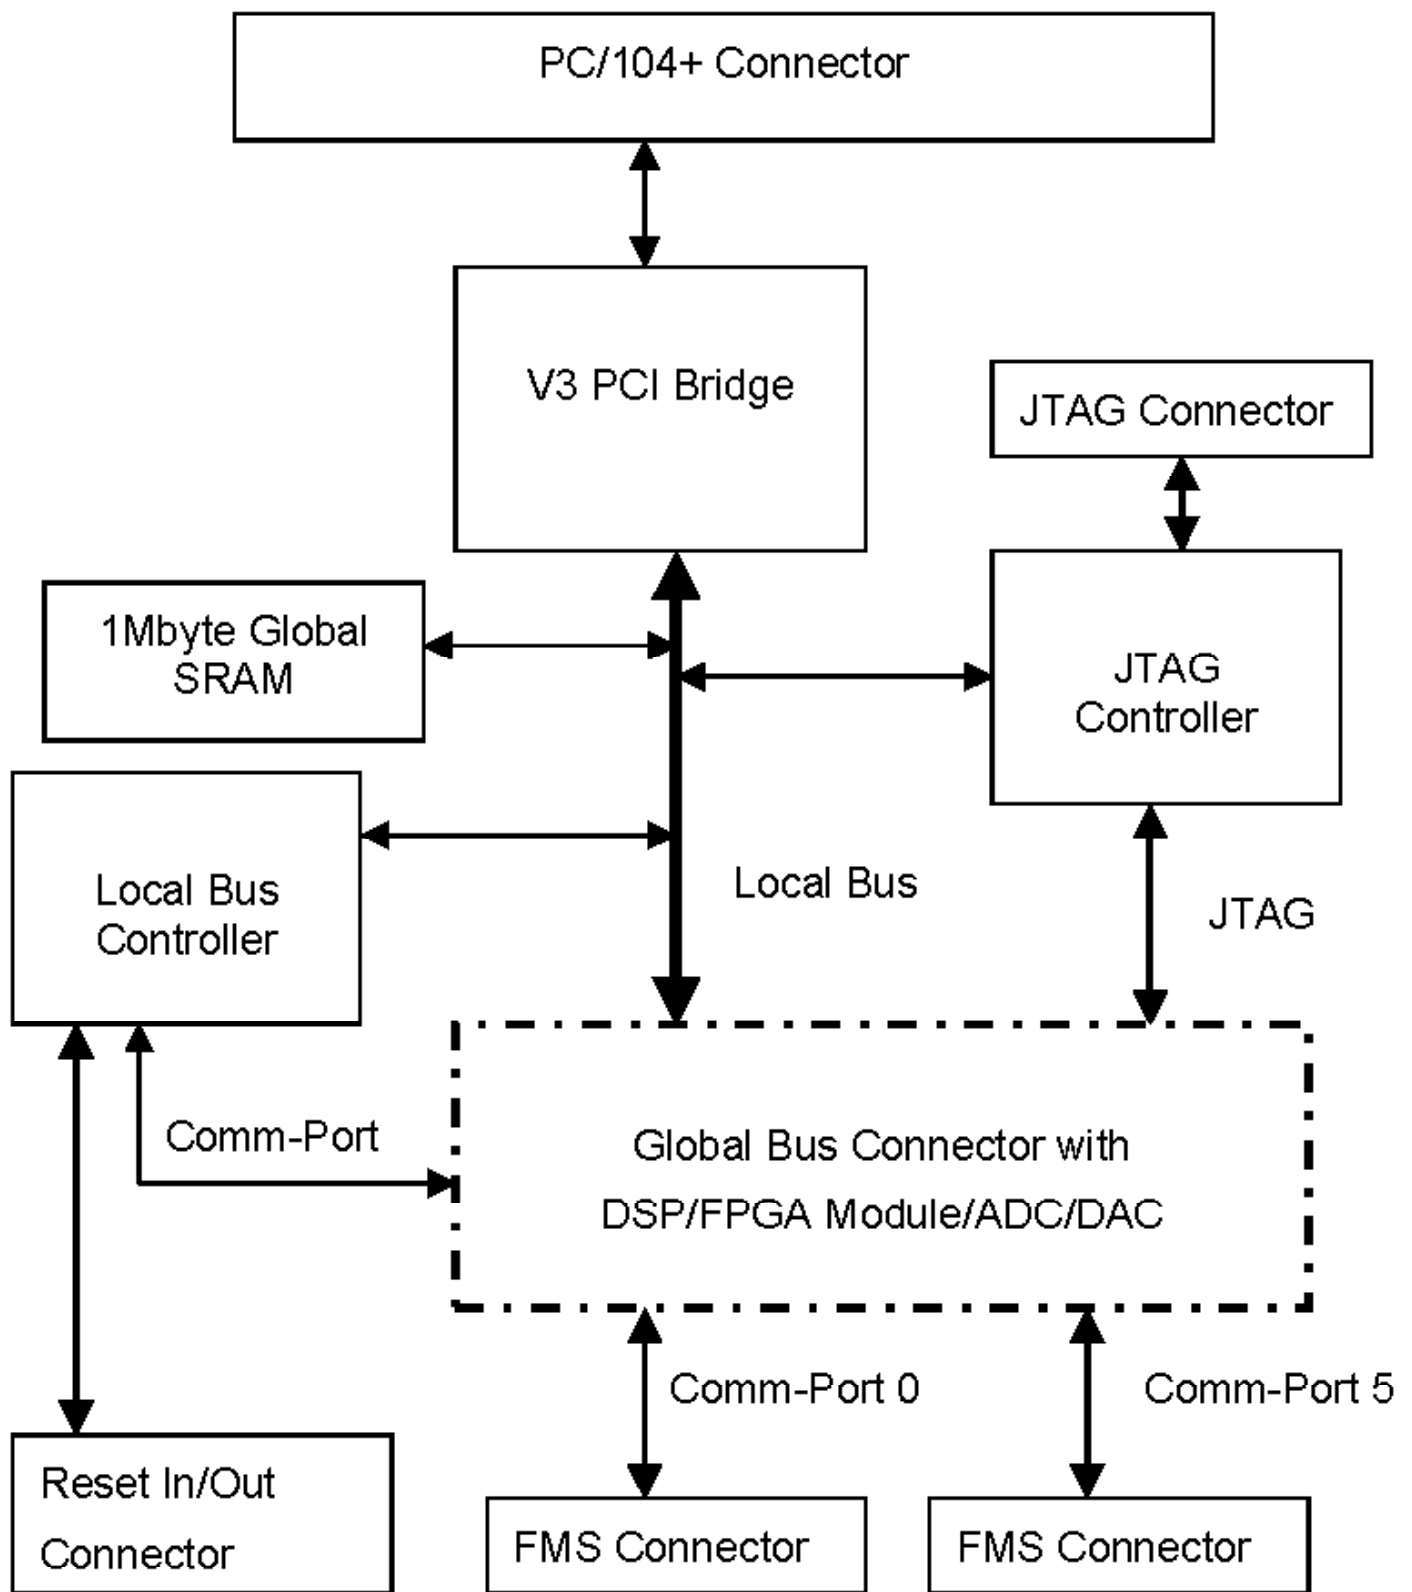 PC/104+ Connector
V3 PCI Bridge
JTAG Connector
1Mbyte Global
SRAM
JTAG
Controller
Local Bus
Controller
Local Bus
JTAG
Comm-Port
Global Bus Connector with
DSP/FPGA Module/ADC/DAC
Comm-Port 0
Comm-Port 5
Reset In/Out
Connector
FMS Connector
FMS Connector